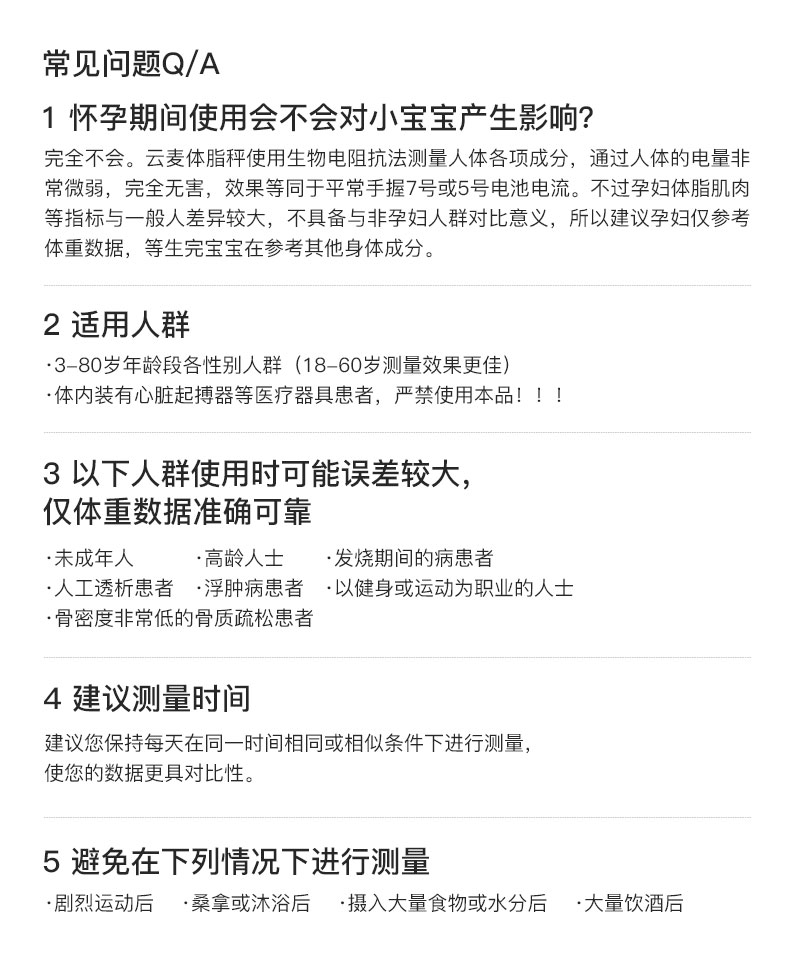 常见问题Q/A
1 怀孕期间使用会不会对小宝宝产生影响？
完全不会。云麦体脂秤使用生物电阻抗法测量人体各项成分，通过人体的电量非
常微弱，完全无害，效果等同于平常手握7号或5号电池电流。不过孕妇体脂肌肉
等指标与一般人差异较大，不具备与非孕妇人群对比意义，所以建议孕妇仅参考
体重数据，等生完宝宝在参考其他身体成分。
2 适用人群
·3-80岁年龄段各性别人群（18-60岁测量效果更佳）
·体内装有心脏起搏器等医疗器具患者，严禁使用本品！！！
3 以下人群使用时可能误差较大，
仅体重数据准确可靠
·未成年人 ·高龄人士 ·发烧期间的病患者
·人工透析患者 ·浮肿病患者 ·以健身或运动为职业的人士
·骨密度非常低的骨质疏松患者
4 建议测量时间
建议您保持每天在同一时间相同或相似条件下进行测量，
使您的数据更具对比性。
5 避免在下列情况下进行测量
·剧烈运动后 ·桑拿或沐浴后 ·摄入大量食物或水分后 ·大量饮酒后